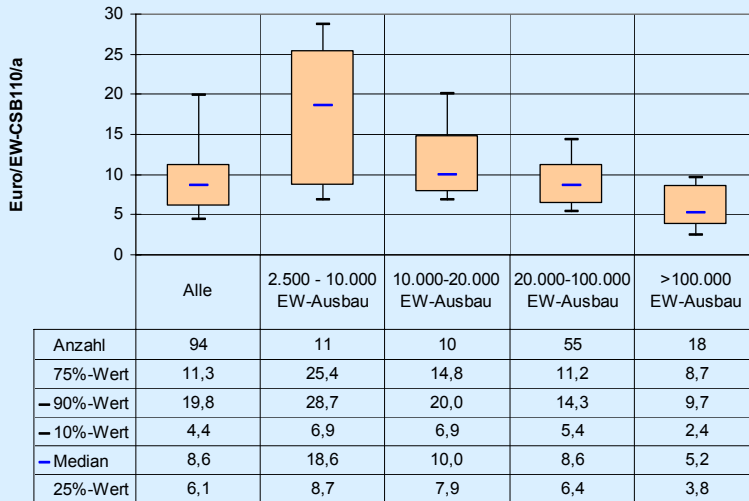 Euro/EW-CSB110/a
30
25
20
15
10
5
0
Alle
2.500 - 10.000 EW-Ausbau
10.000-20.000 EW-Ausbau
20.000-100.000 EW-Ausbau
>100.000 EW-Ausbau
Anzahl 94 11 10 55 18
75%-Wert 11,3 25,4 14,8 11,2 8,7
90%-Wert 19,8 28,7 20,0 14,3 9,7
10%-Wert 4,4 6,9 6,9 5,4 2,4
Median 8,6 18,6 10,0 8,6 5,2
25%-Wert 6,1 8,7 7,9 6,4 3,8